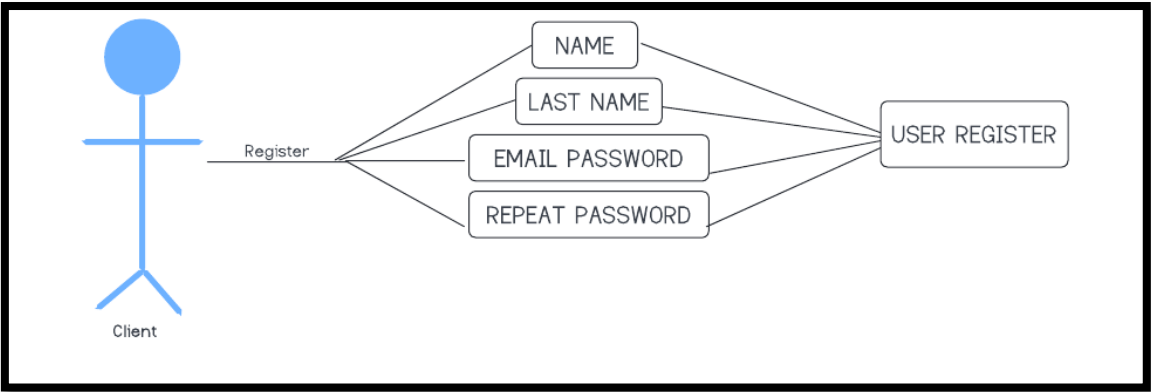 NAME
LAST NAME
USER REGISTER
Register
EMAIL PASSWORD
REPEAT PASSWORD
Client